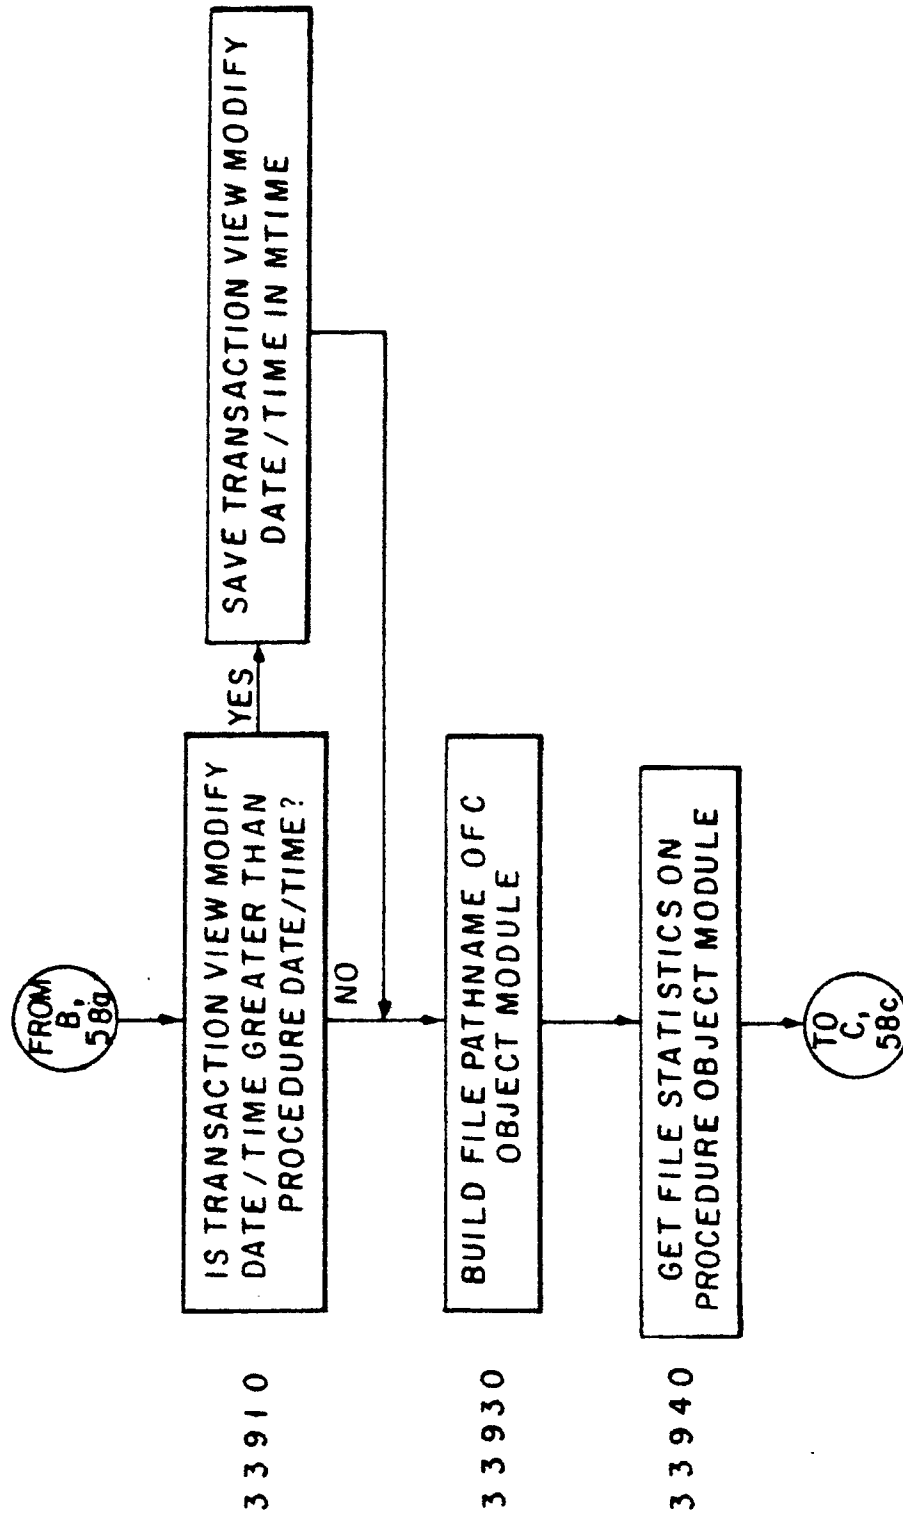 FROM
B,
58a
33910
IS TRANSACTION VIEW MODIFY
DATE/TIME GREATER THAN
PROCEDURE DATE/TIME?
YES
SAVE TRANSACTION VIEW MODIFY
DATE/TIME IN MTIME
NO
33930
BUILD FILE PATHNAME OF C
OBJECT MODULE
33940
GET FILE STATISTICS ON
PROCEDURE OBJECT MODULE
TO
C,
58c